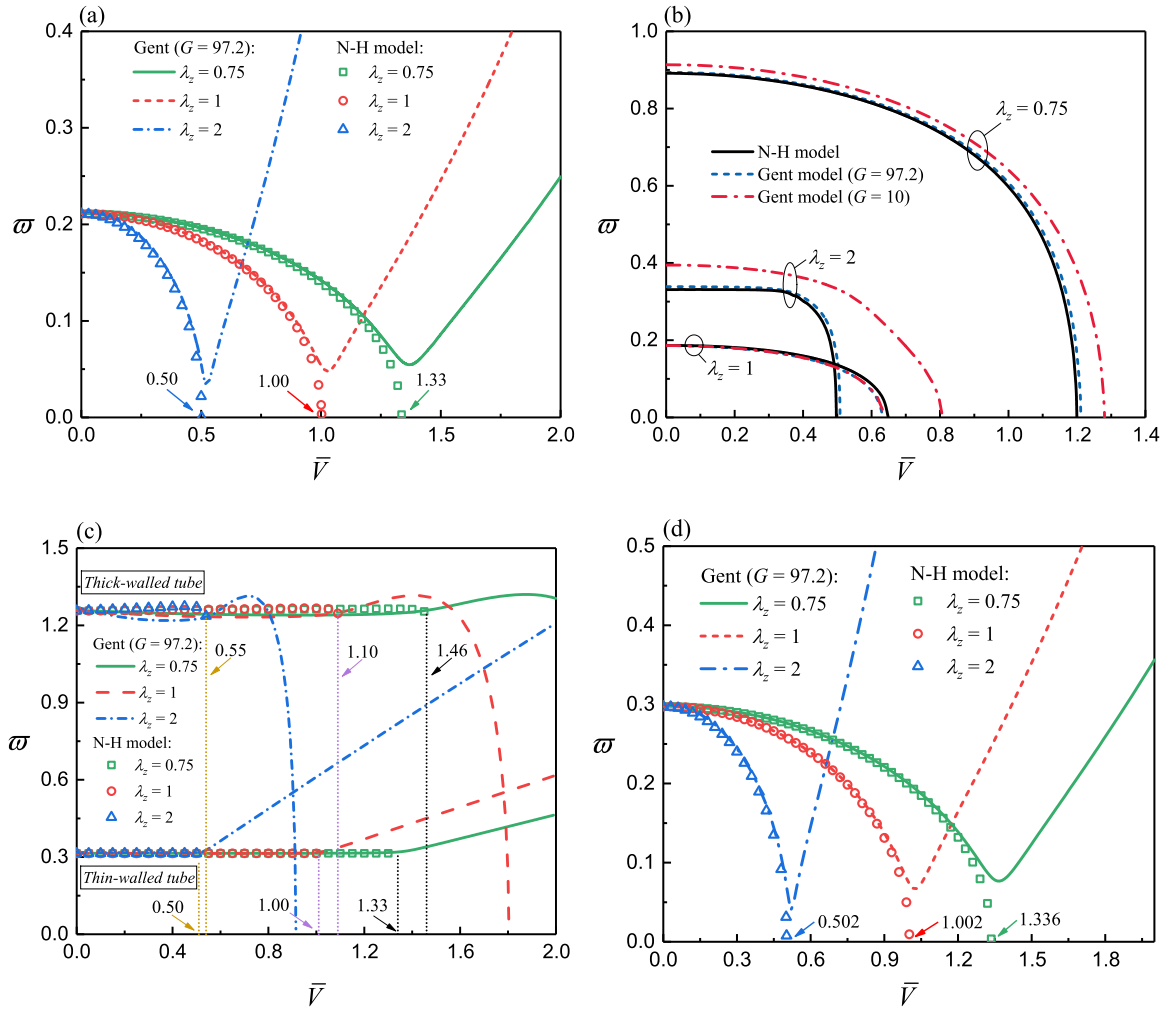 (a)
Gent (G = 97.2): N-H model:
λz = 0.75 λz = 0.75
λz = 1 λz = 1
λz = 2 λz = 2
0.4
0.3
0.2
0.1
0.0
ϖ
0.50 1.00 1.33
0.0 0.5 1.0 1.5 2.0
V̅
(b)
1.0
0.8
0.6
0.4
0.2
0.0
ϖ
λz = 0.75
N-H model
Gent model (G = 97.2)
Gent model (G = 10)
λz = 2
λz = 1
0.0 0.2 0.4 0.6 0.8 1.0 1.2 1.4
V̅
(c)
1.5
1.2
0.9
0.6
0.3
0.0
ϖ
Thick-walled tube
Gent (G = 97.2):
λz = 0.75
λz = 1
λz = 2
N-H model:
λz = 0.75
λz = 1
λz = 2
0.55 1.10 1.46
Thin-walled tube
0.50 1.00 1.33
0.0 0.4 0.8 1.2 1.6 2.0
V̅
(d)
Gent (G = 97.2): N-H model:
λz = 0.75 λz = 0.75
λz = 1 λz = 1
λz = 2 λz = 2
0.5
0.4
0.3
0.2
0.1
0.0
ϖ
0.502 1.002 1.336
0.0 0.3 0.6 0.9 1.2 1.5 1.8
V̅